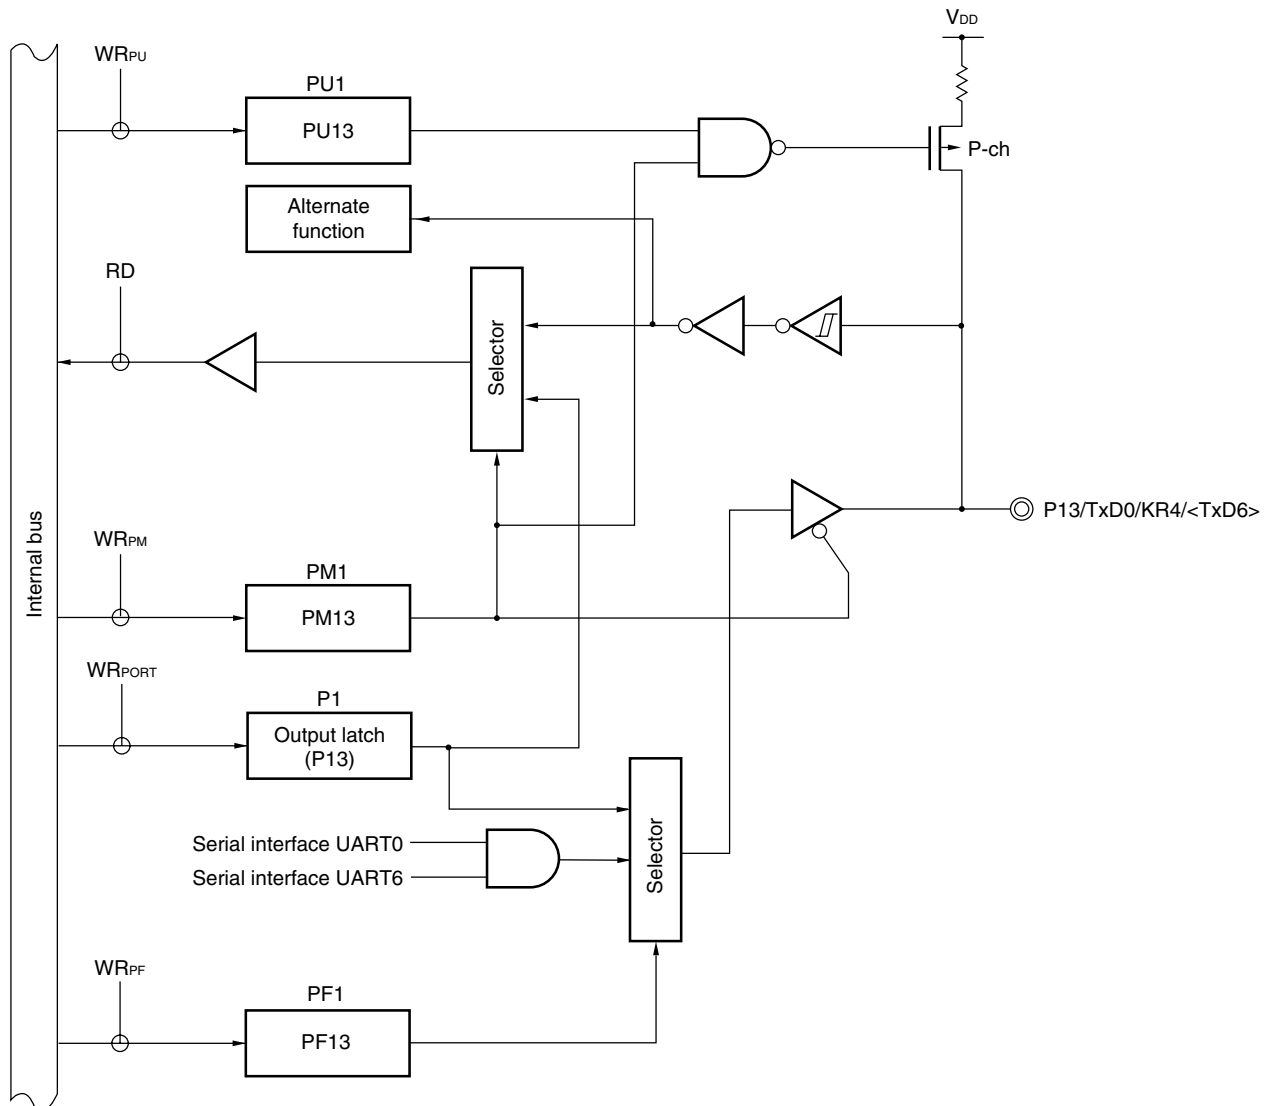 VDD
WRPU
PU1
PU13
P-ch
Alternate
function
RD
Selector
P13/TxD0/KR4/<TxD6>
Internal bus
WRPM
PM1
PM13
WRPORT
P1
Output latch
(P13)
Serial interface UART0
Serial interface UART6
Selector
WRPF
PF1
PF13